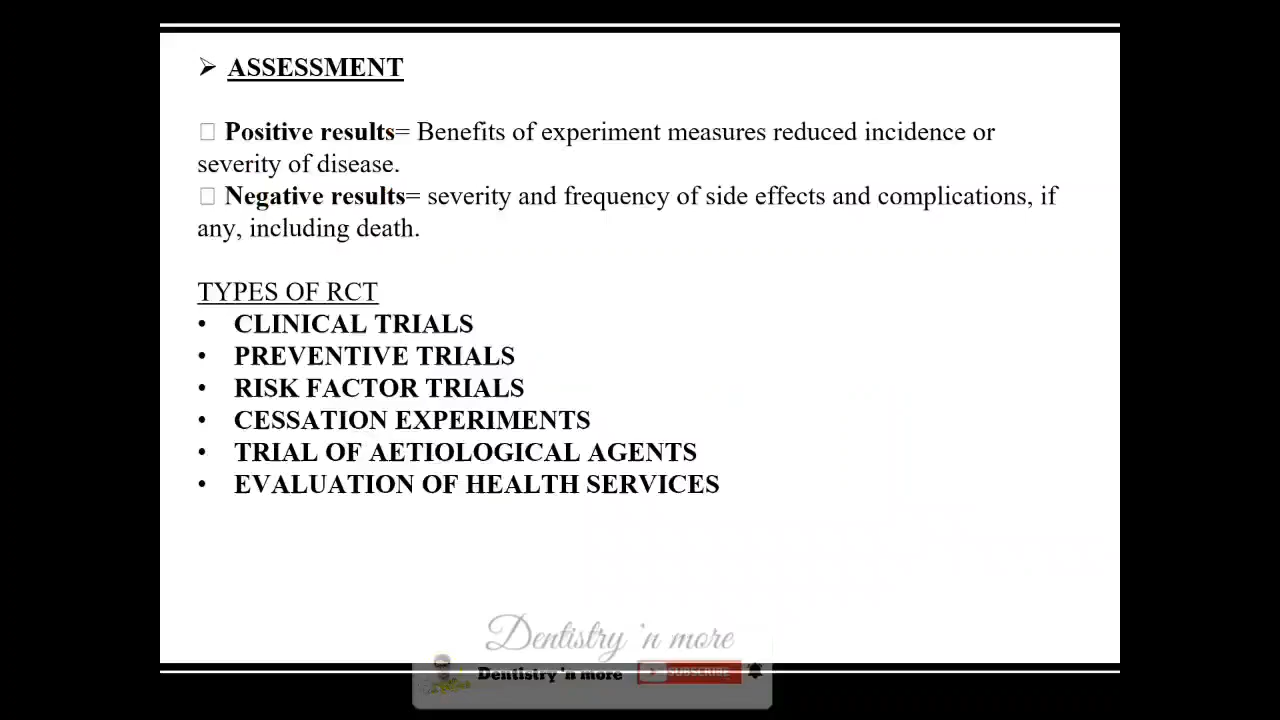 ➢ ASSESSMENT
□ Positive results= Benefits of experiment measures reduced incidence or
severity of disease.
□ Negative results= severity and frequency of side effects and complications, if
any, including death.
TYPES OF RCT
• CLINICAL TRIALS
• PREVENTIVE TRIALS
• RISK FACTOR TRIALS
• CESSATION EXPERIMENTS
• TRIAL OF AETIOLOGICAL AGENTS
• EVALUATION OF HEALTH SERVICES
Dentistry 'n more
Dentistry 'n more SUBSCRIBE